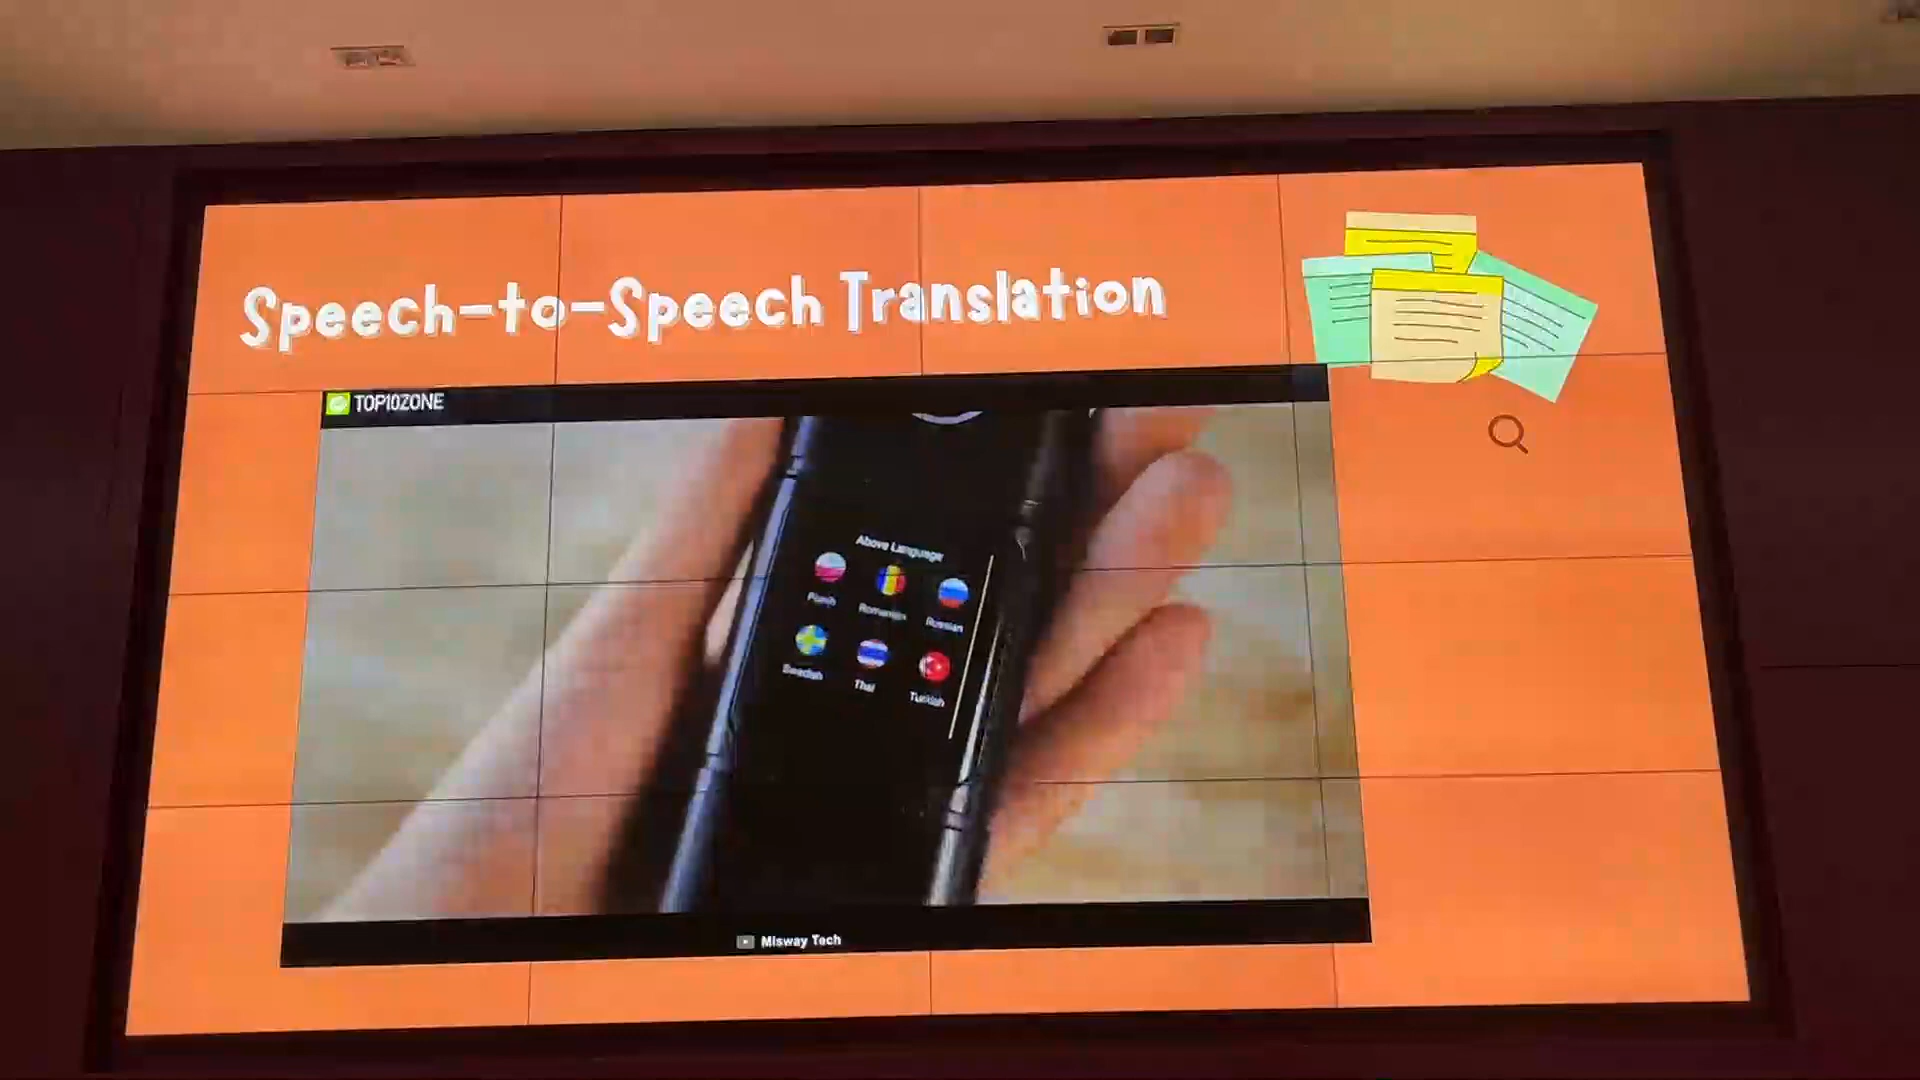 Speech-to-Speech Translation
TOP10ZONE
Above Language
Polish Romanian Russian
Swedish Thai Turkish
Misway Tech